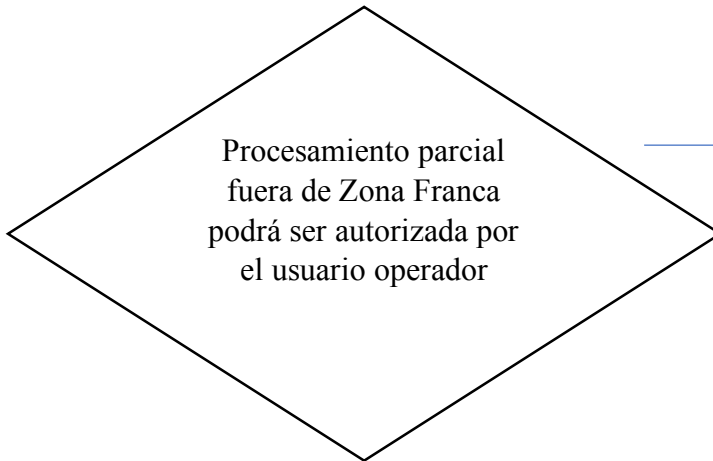 Procesamiento parcial
fuera de Zona Franca
podrá ser autorizada por
el usuario operador